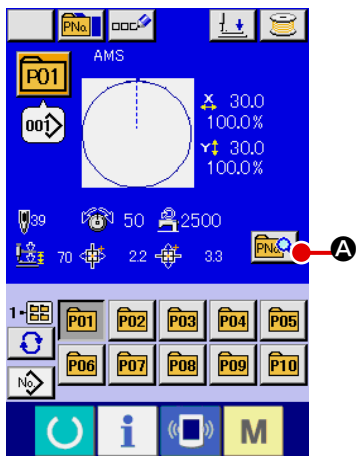 PNo.
AMS
P01
001
X 30.0
100.0%
Y 30.0
100.0%
39 50 2500
70 2.2 3.3
PNo. A
1- P01 P02 P03 P04 P05
P06 P07 P08 P09 P10
No.
i M